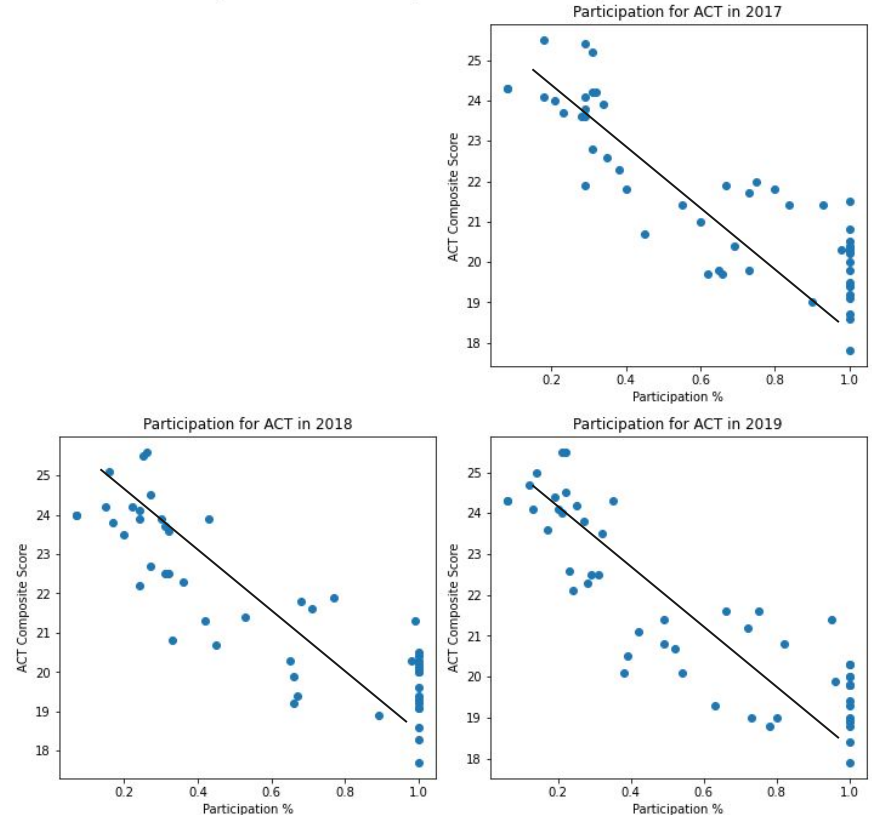 Participation for ACT in 2017
ACT Composite Score
25
24
23
22
21
20
19
18
0.2 0.4 0.6 0.8 1.0
Participation %
Participation for ACT in 2018
ACT Composite Score
25
24
23
22
21
20
19
18
0.2 0.4 0.6 0.8 1.0
Participation %
Participation for ACT in 2019
ACT Composite Score
25
24
23
22
21
20
19
18
0.2 0.4 0.6 0.8 1.0
Participation %